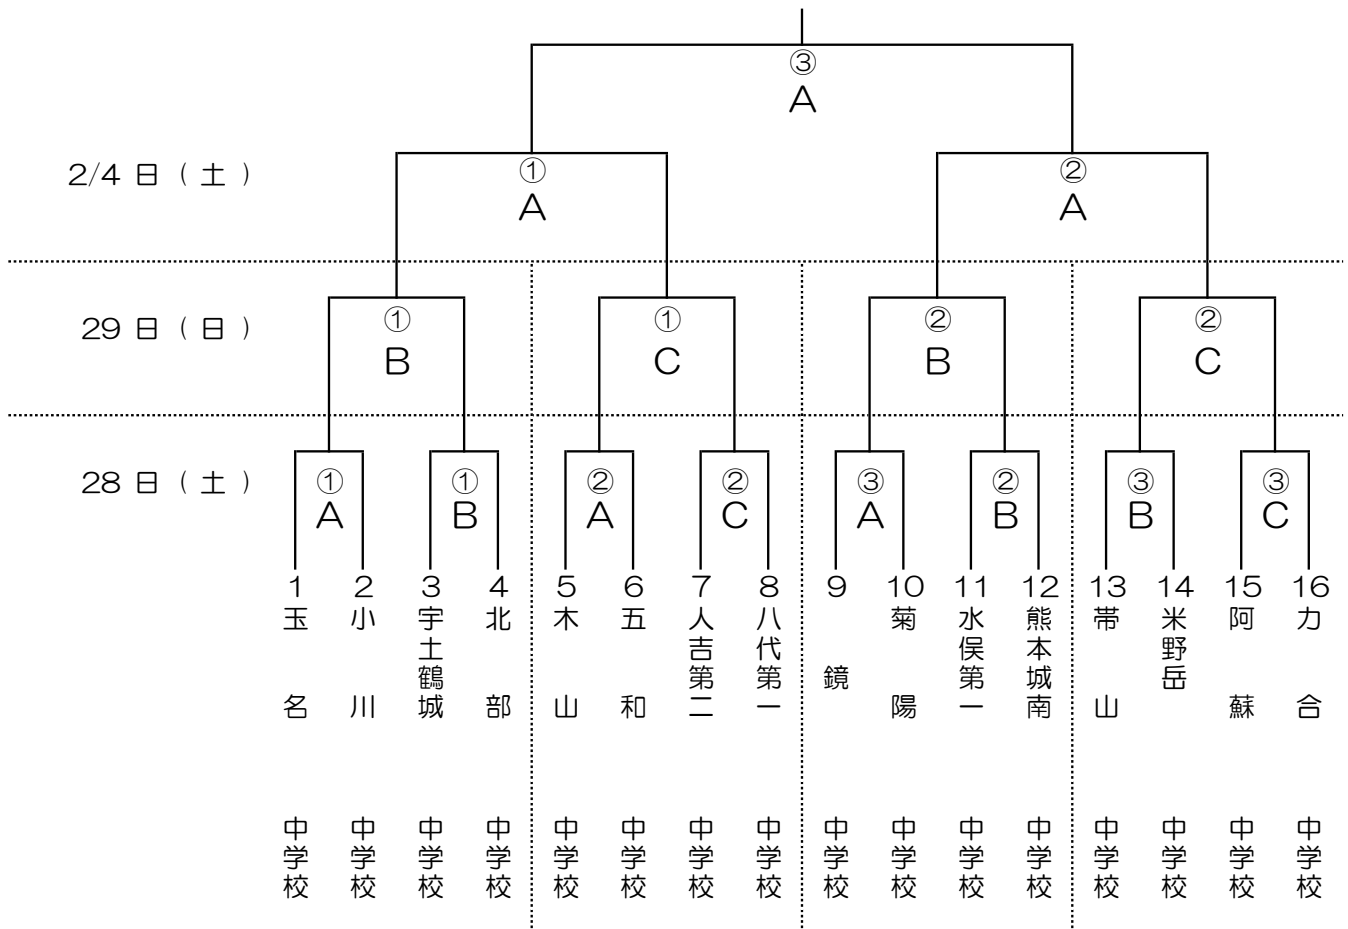 ③
A
2/4 日 ( 土 )
① ②
A A
29 日 ( 日 )
① ① ② ②
B C B C
28 日 ( 土 )
① ① ② ② ③ ② ③ ③
A B A C A B B C
1 2 3 4 5 6 7 8 9 10 11 12 13 14 15 16
玉名中学校
小川中学校
宇土鶴城中学校
北部中学校
木山中学校
五和中学校
人吉第二中学校
八代第一中学校
鏡中学校
菊陽中学校
水俣第一中学校
熊本城南中学校
帯山中学校
米野岳中学校
阿蘇中学校
力合中学校